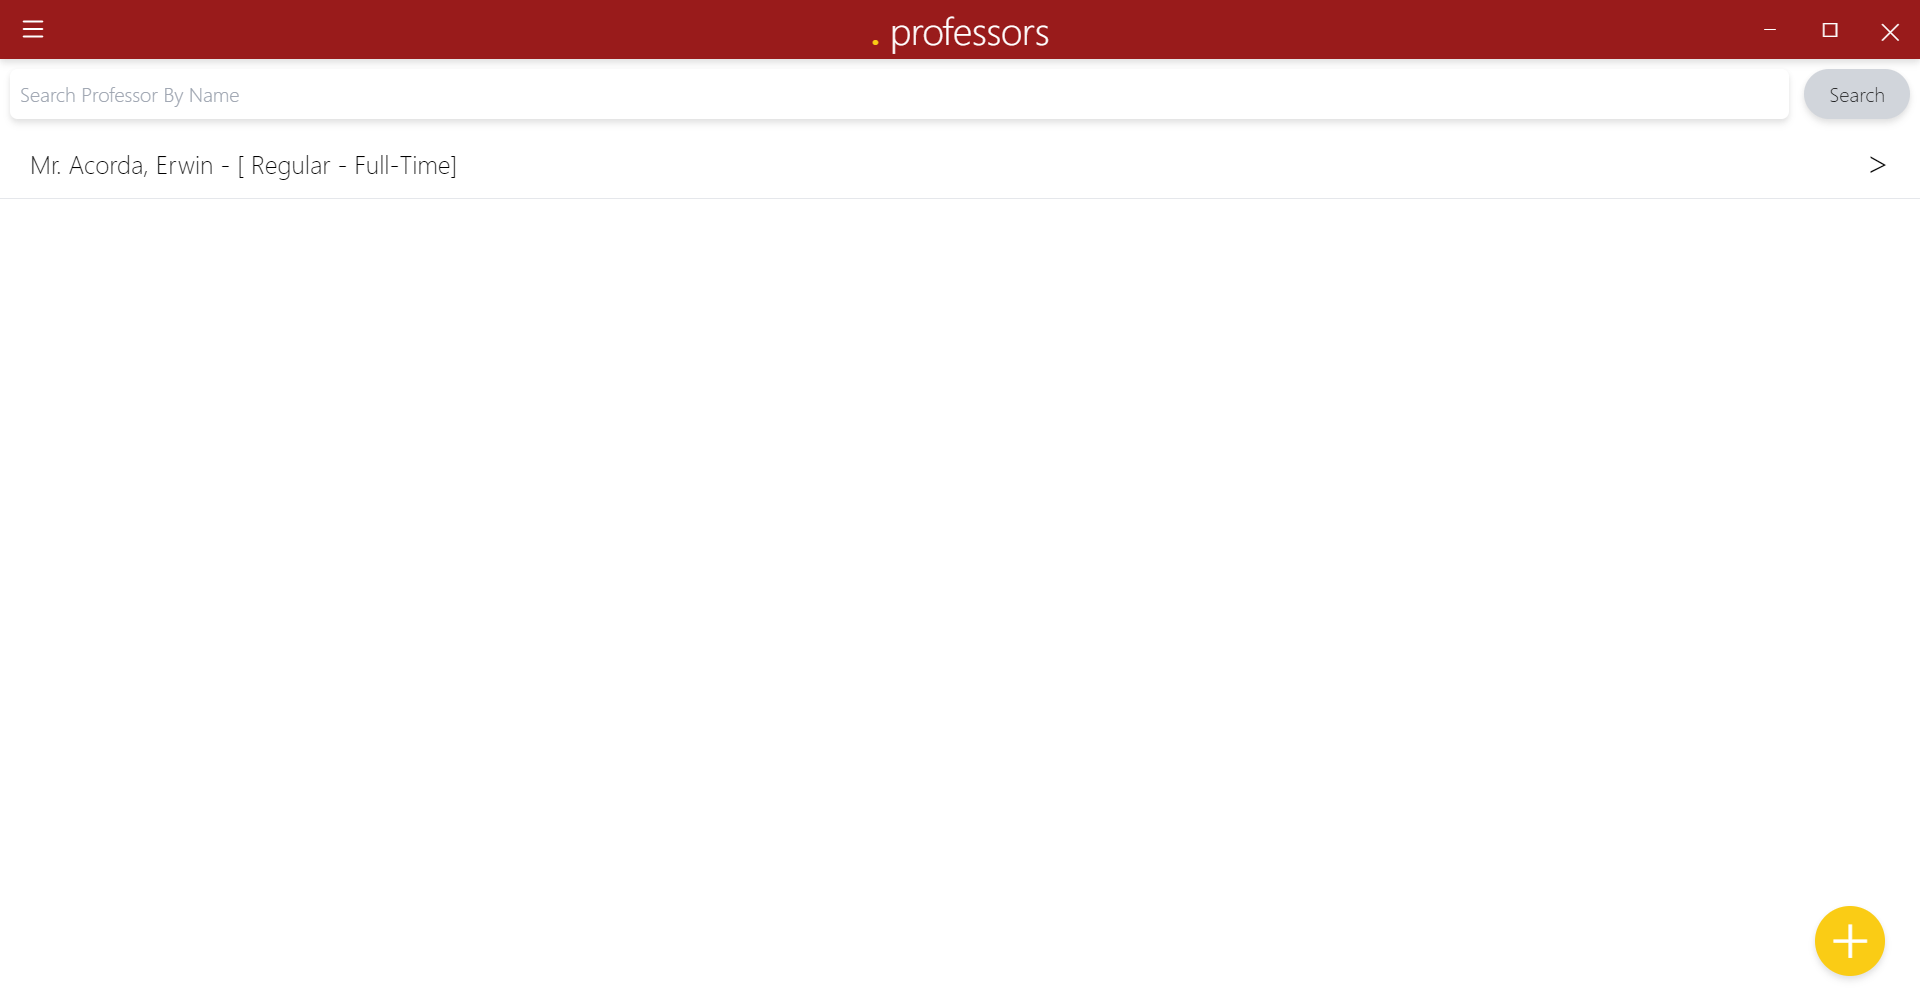 . professors
Search Professor By Name
Search
Mr. Acorda, Erwin - [ Regular - Full-Time]
>